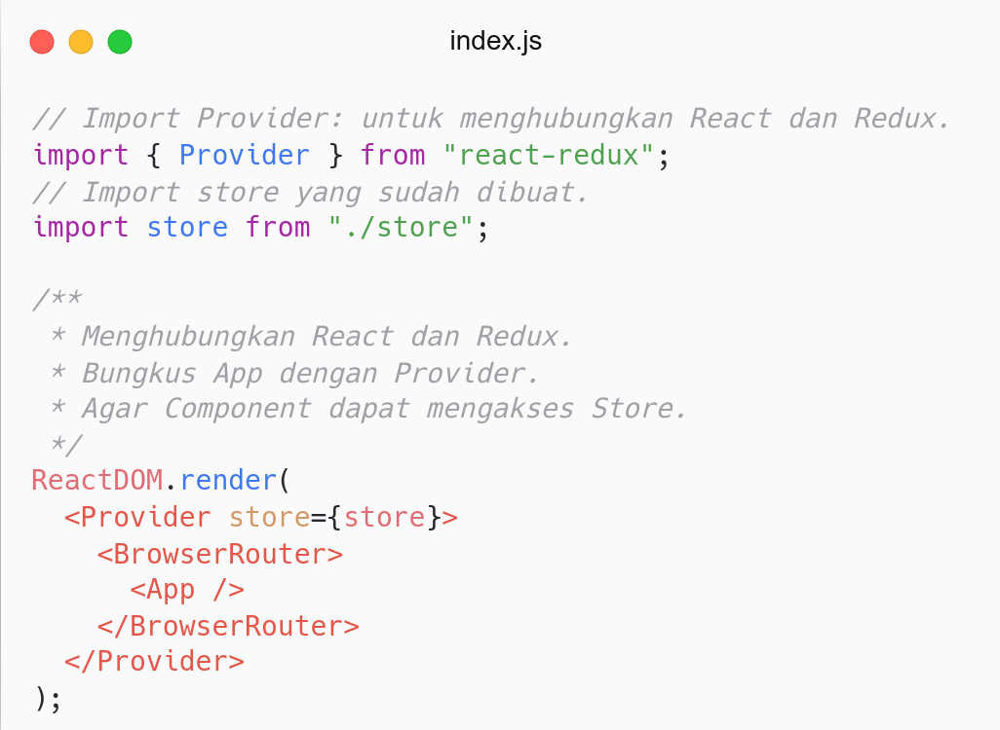 index.js
// Import Provider: untuk menghubungkan React dan Redux.
import { Provider } from "react-redux";
// Import store yang sudah dibuat.
import store from "./store";

/**
 * Menghubungkan React dan Redux.
 * Bungkus App dengan Provider.
 * Agar Component dapat mengakses Store.
 */
ReactDOM.render(
  <Provider store={store}>
    <BrowserRouter>
      <App />
    </BrowserRouter>
  </Provider>
);